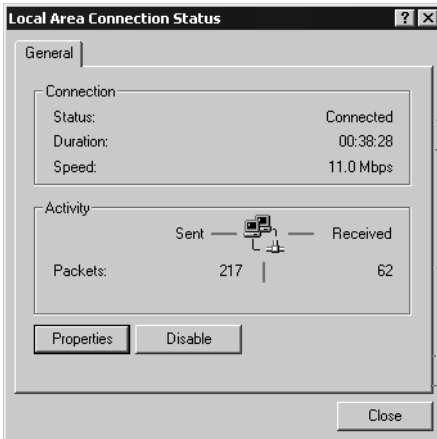 Local Area Connection Status
General
Connection
Status: Connected
Duration: 00:38:28
Speed: 11.0 Mbps
Activity
Sent Received
Packets: 217 62
Properties Disable
Close